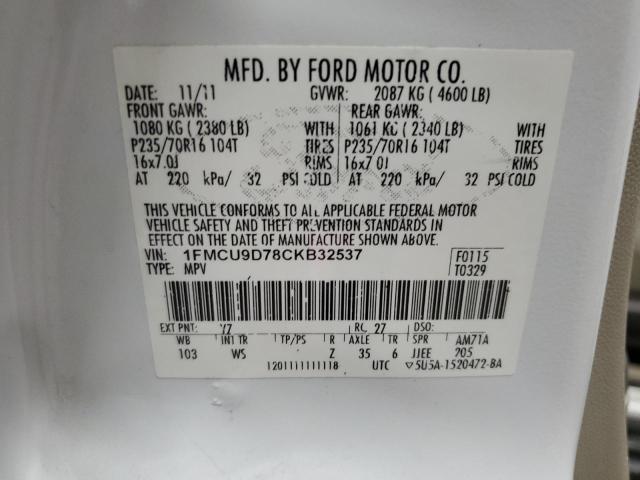 MFD. BY FORD MOTOR CO.
DATE: 11/11 GVWR: 2087 KG ( 4600 LB)
FRONT GAWR: REAR GAWR:
1080 KG ( 2380 LB) WITH 1061 KG ( 2340 LB) WITH
P235/70R16 104T TIRES P235/70R16 104T TIRES
16x7.0J RIMS 16x7.0J RIMS
AT 220 kPa/ 32 PSI COLD AT 220 kPa/ 32 PSI COLD
THIS VEHICLE CONFORMS TO ALL APPLICABLE FEDERAL MOTOR
VEHICLE SAFETY AND THEFT PREVENTION STANDARDS IN
EFFECT ON THE DATE OF MANUFACTURE SHOWN ABOVE.
VIN: 1FMCU9D78CKB32537 F0115
TYPE: MPV T0329
EXT PNT: RC: 27 DSO:
WB INT TR TP/PS R AXLE TR SPR AM71A
103 WS Z 35 6 JJEE 205
1201111111118 UTC 5U5A-1520472-BA